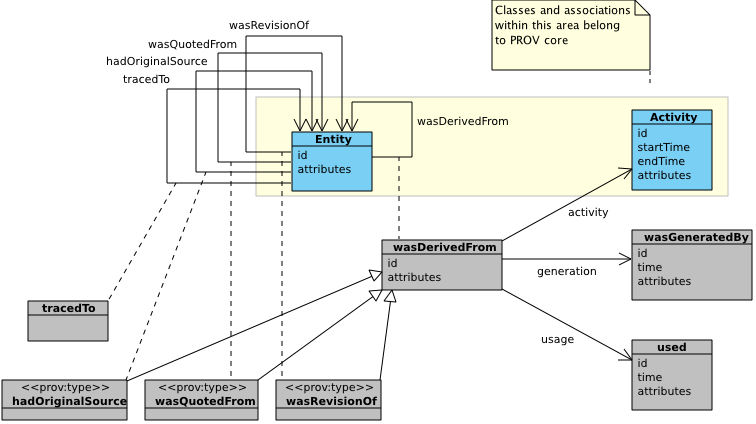 Classes and associations
within this area belong
to PROV core
wasRevisionOf
wasQuotedFrom
hadOriginalSource
tracedTo
Entity
id
attributes
wasDerivedFrom
Activity
id
startTime
endTime
attributes
activity
wasDerivedFrom
id
attributes
generation
wasGeneratedBy
id
time
attributes
usage
used
id
time
attributes
tracedTo
<<prov:type>>
hadOriginalSource
<<prov:type>>
wasQuotedFrom
<<prov:type>>
wasRevisionOf